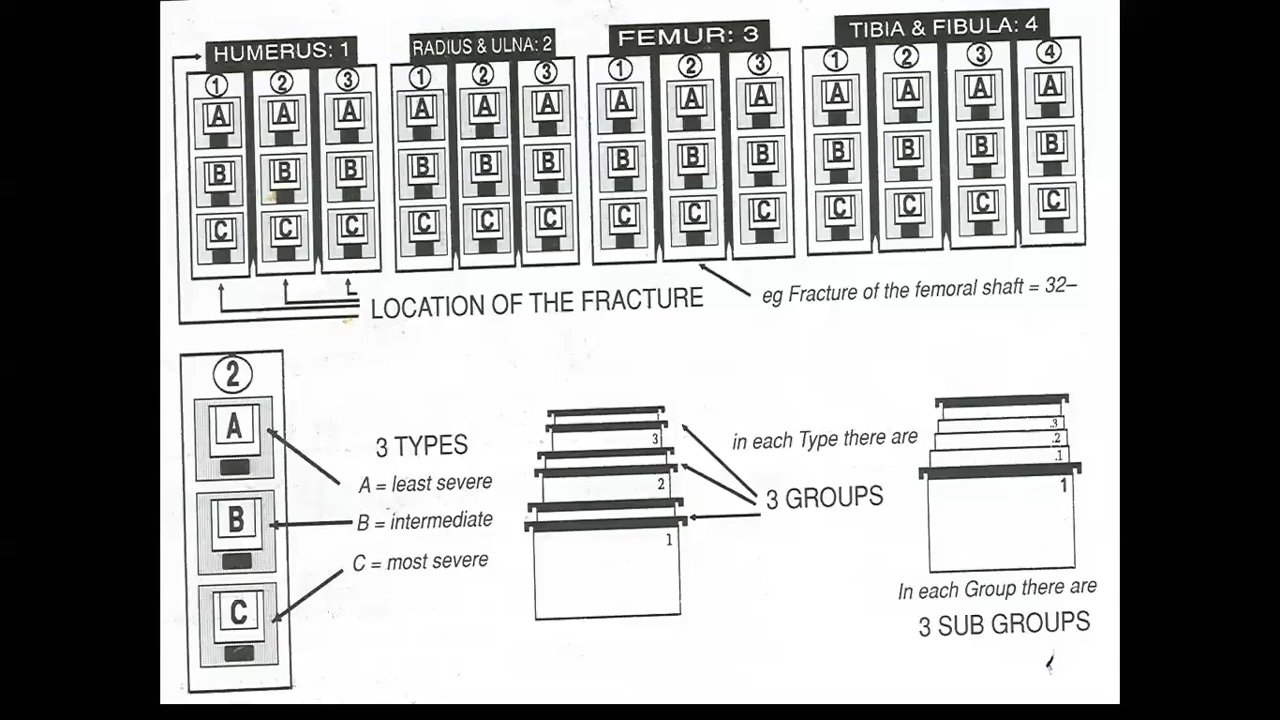 HUMERUS: 1
RADIUS & ULNA: 2
FEMUR: 3
TIBIA & FIBULA: 4
1 2 3
1 2 3
1 2 3
1 2 3 4
A A A
A A A
A A A
A A A A
B B B
B B B
B B B
B B B B
C C C
C C C
C C C
C C C C
LOCATION OF THE FRACTURE
eg Fracture of the femoral shaft = 32–
2
A
B
C
3 TYPES
A = least severe
B = intermediate
C = most severe
3
2
1
in each Type there are
3 GROUPS
.3
.2
.1
1
In each Group there are
3 SUB GROUPS